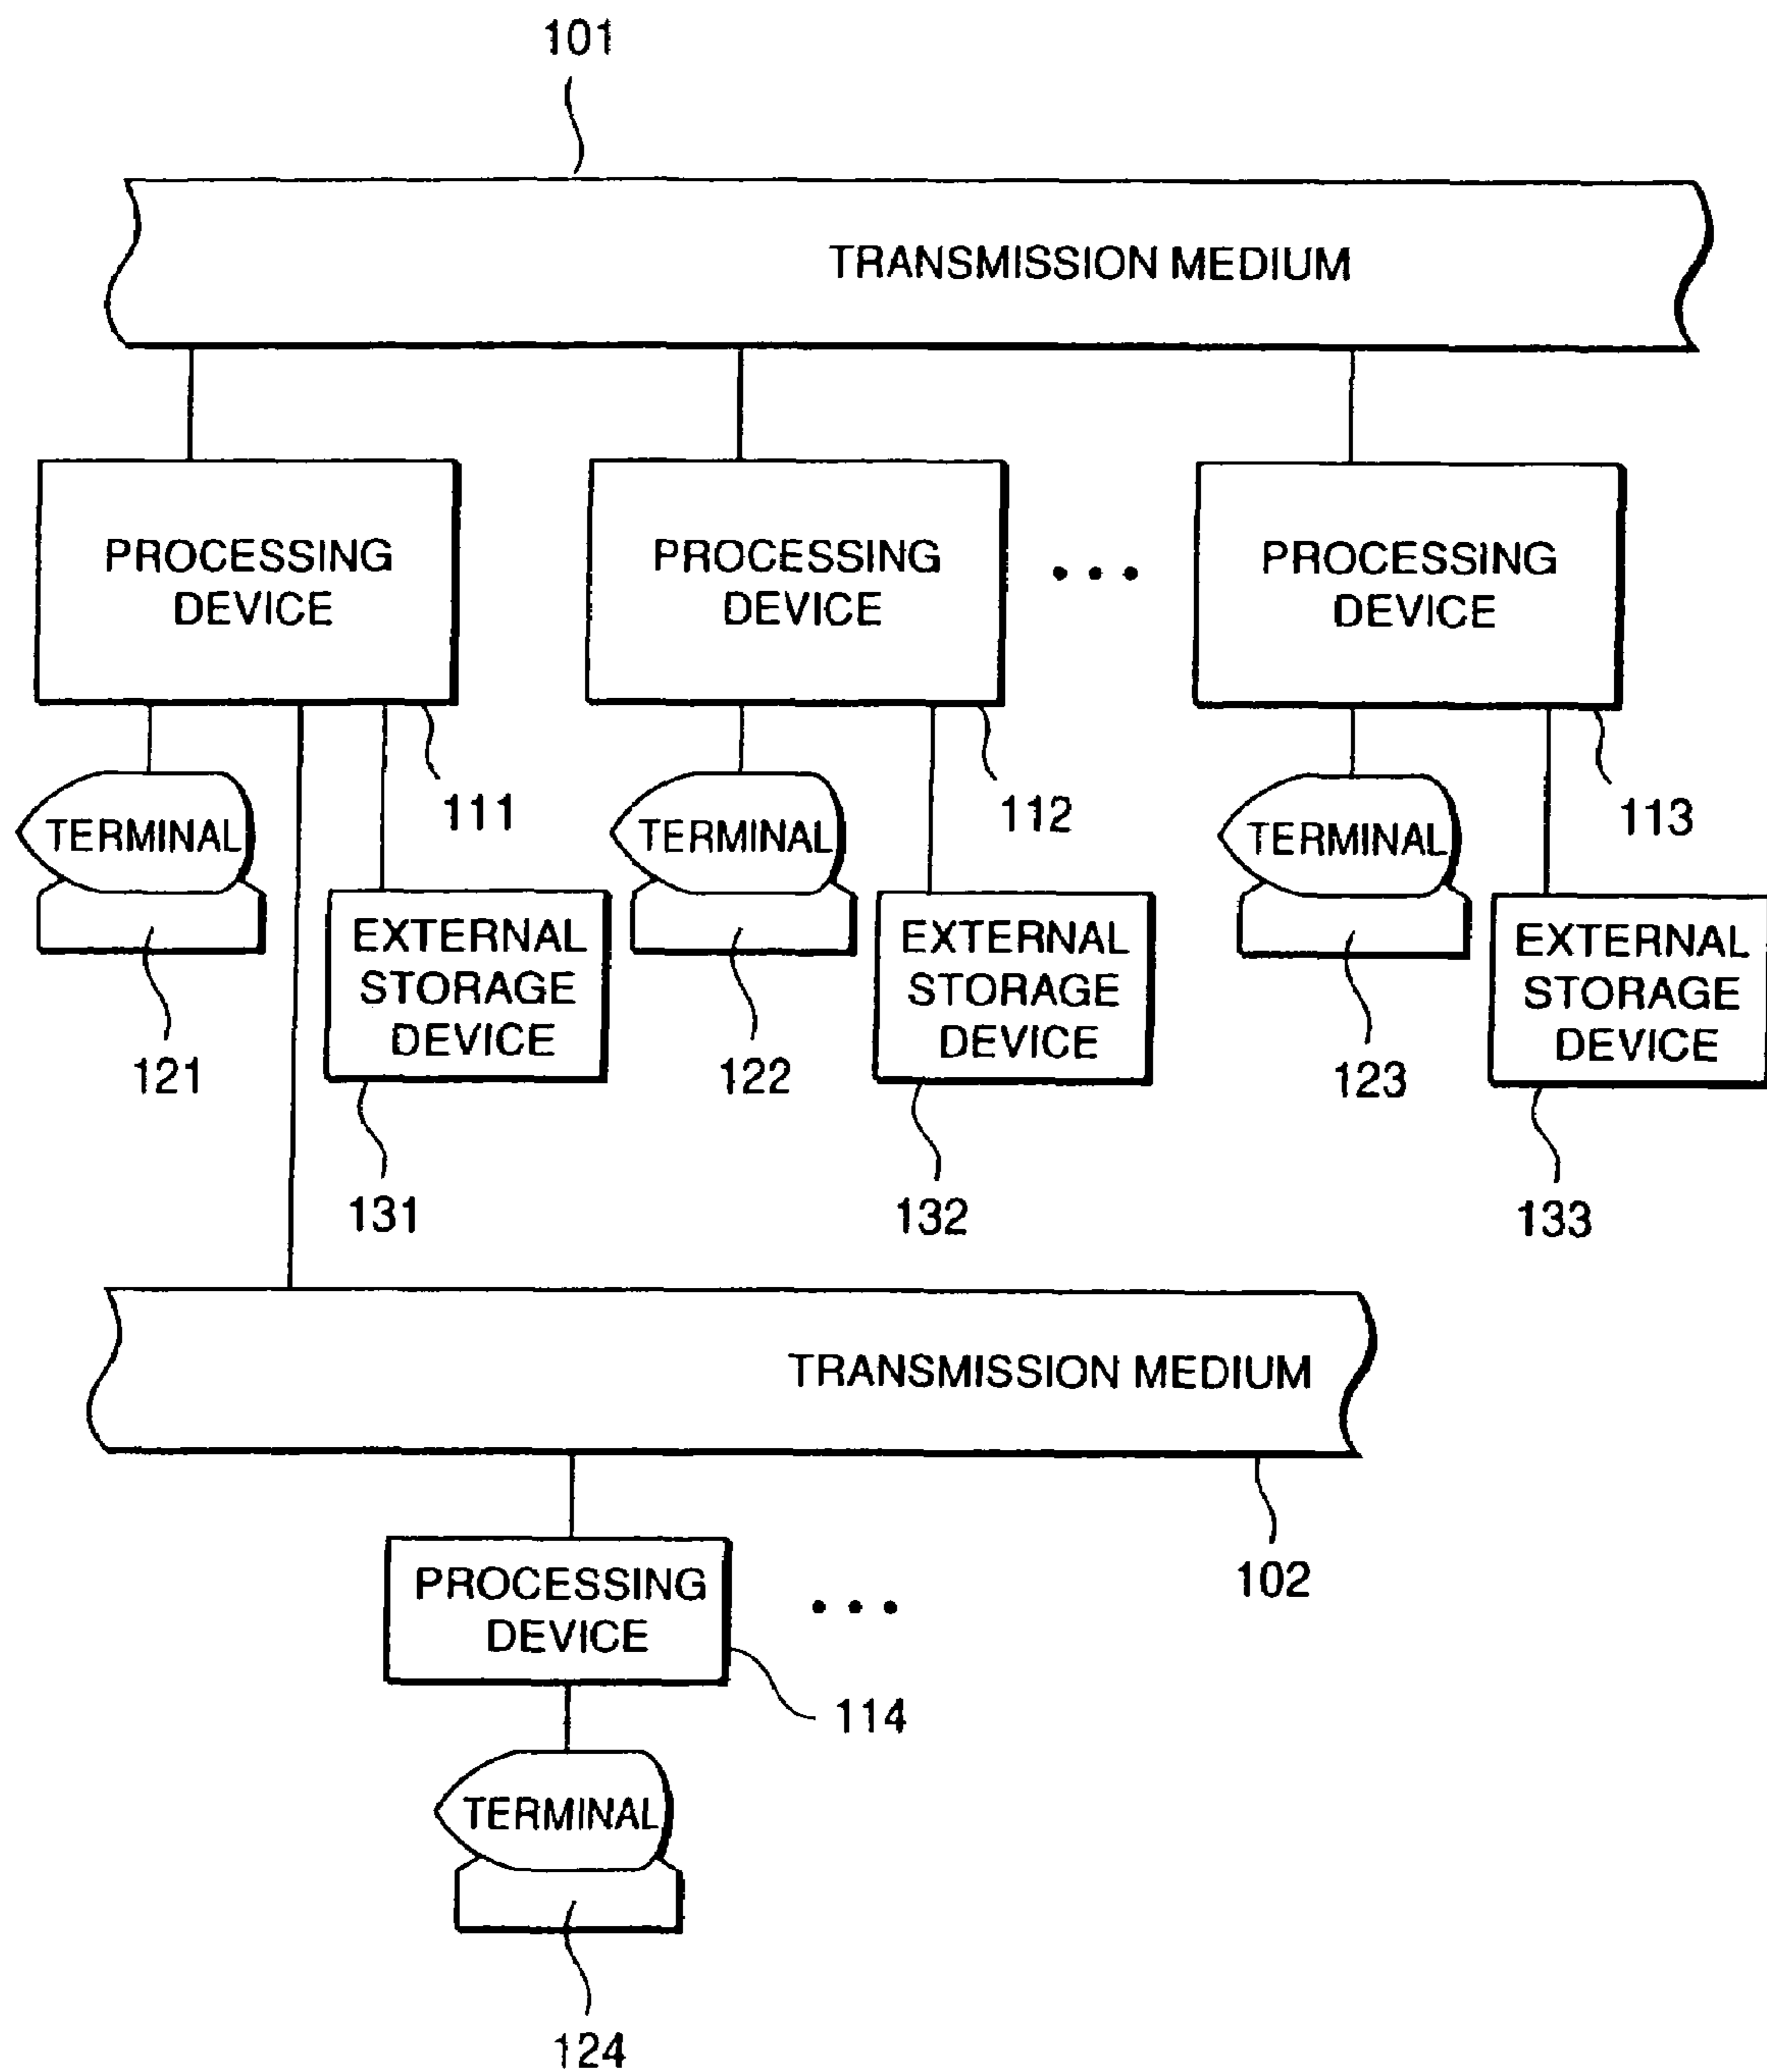 101
TRANSMISSION MEDIUM
PROCESSING
DEVICE
PROCESSING
DEVICE
PROCESSING
DEVICE
TERMINAL
111
TERMINAL
112
TERMINAL
113
EXTERNAL
STORAGE
DEVICE
EXTERNAL
STORAGE
DEVICE
EXTERNAL
STORAGE
DEVICE
121
122
123
131
132
133
TRANSMISSION MEDIUM
102
PROCESSING
DEVICE
114
TERMINAL
124